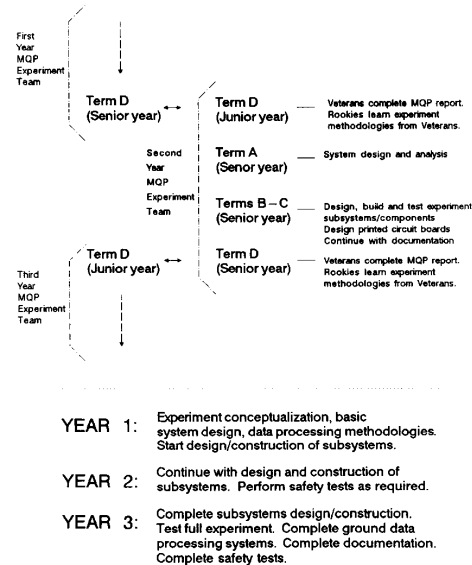 First
Year
MQP
Experiment
Team
Term D
(Senior year)
Term D
(Junior year)
Veterans complete MQP report.
Rookies learn experiment
methodologies from Veterans.
Second
Year
MQP
Experiment
Team
Term A
(Senor year)
System design and analysis
Terms B–C
(Senior year)
Design, build and test experiment
subsystems/components
Design printed circuit boards
Continue with documentation
Term D
(Junior year)
Term D
(Senior year)
Veterans complete MQP report.
Rookies learn experiment
methodologies from Veterans.
Third
Year
MQP
Experiment
Team
YEAR 1:
Experiment conceptualization, basic
system design, data processing methodologies.
Start design/construction of subsystems.
YEAR 2:
Continue with design and construction of
subsystems. Perform safety tests as required.
YEAR 3:
Complete subsystems design/construction.
Test full experiment. Complete ground data
processing systems. Complete documentation.
Complete safety tests.